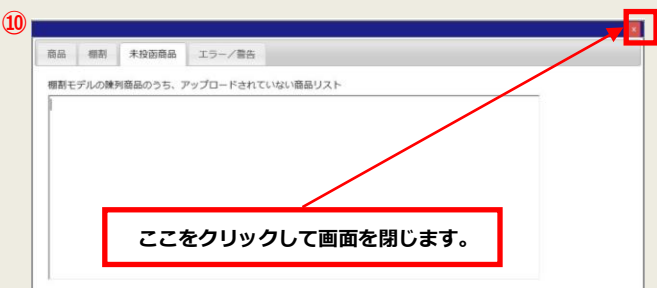 ⑩
×
商品 棚割 未投函商品 エラー／警告
棚割モデルの陳列商品のうち、アップロードされていない商品リスト
ここをクリックして画面を閉じます。